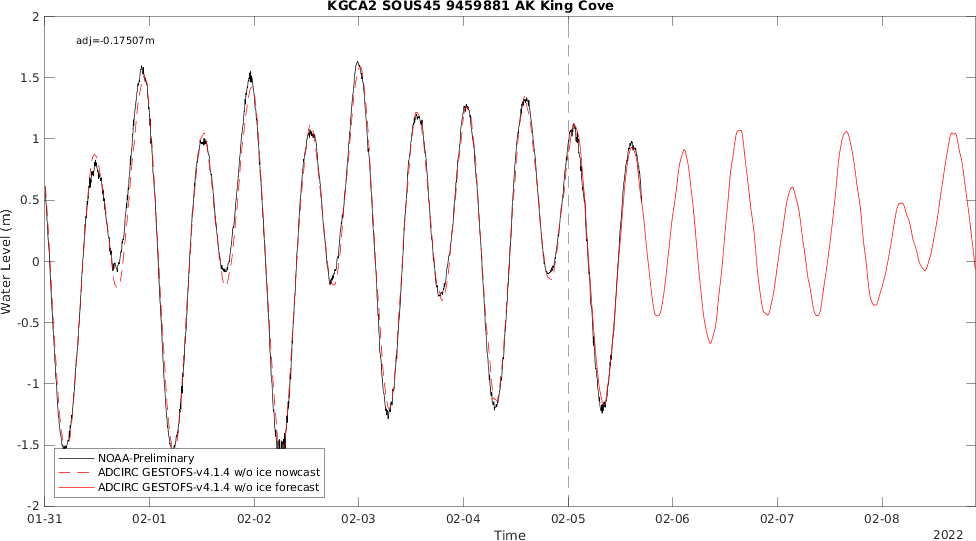 KGCA2 SOUS45 9459881 AK King Cove
adj=-0.17507m
2
1.5
1
0.5
0
-0.5
-1
-1.5
-2
Water Level (m)
NOAA-Preliminary
ADCIRC GESTOFS-v4.1.4 w/o ice nowcast
ADCIRC GESTOFS-v4.1.4 w/o ice forecast
01-31 02-01 02-02 02-03 02-04 02-05 02-06 02-07 02-08
Time
2022